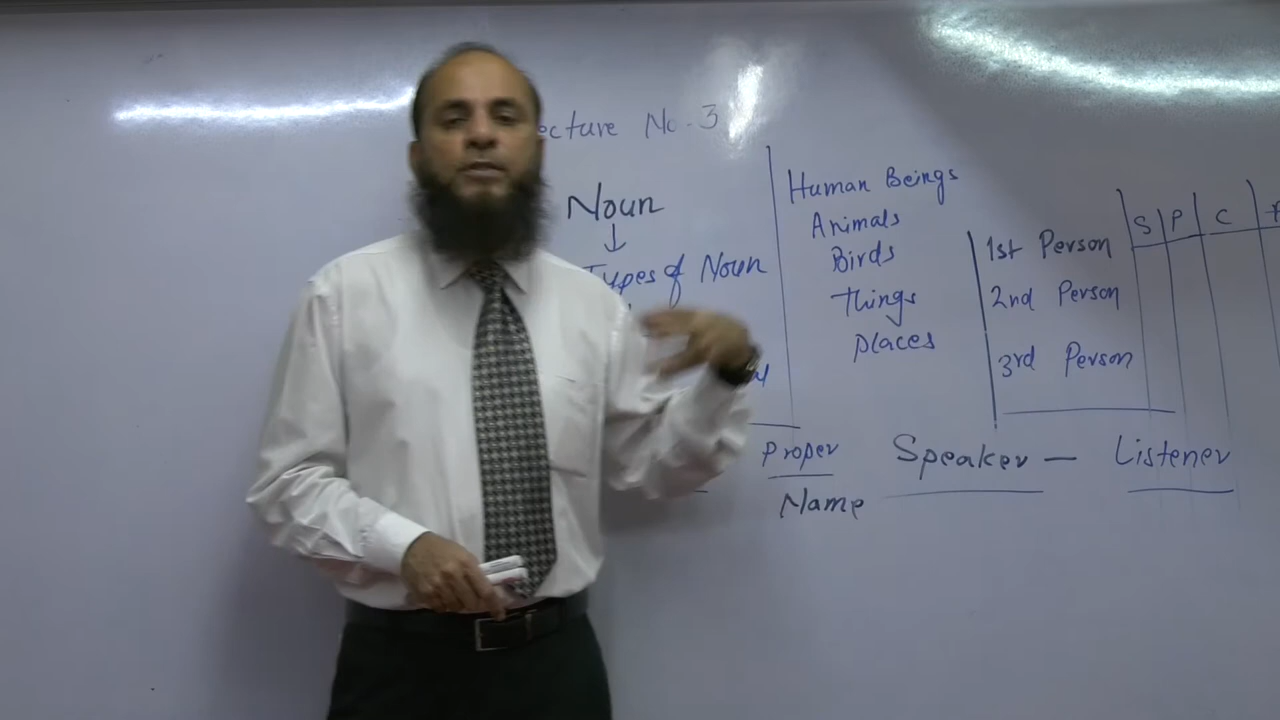 ecture No. 3
Noun
↓
Types of Noun
Proper
Name
Human Beings
Animals
Birds
Things
Places
S P C
1st Person
2nd Person
3rd Person
Speaker — Listener